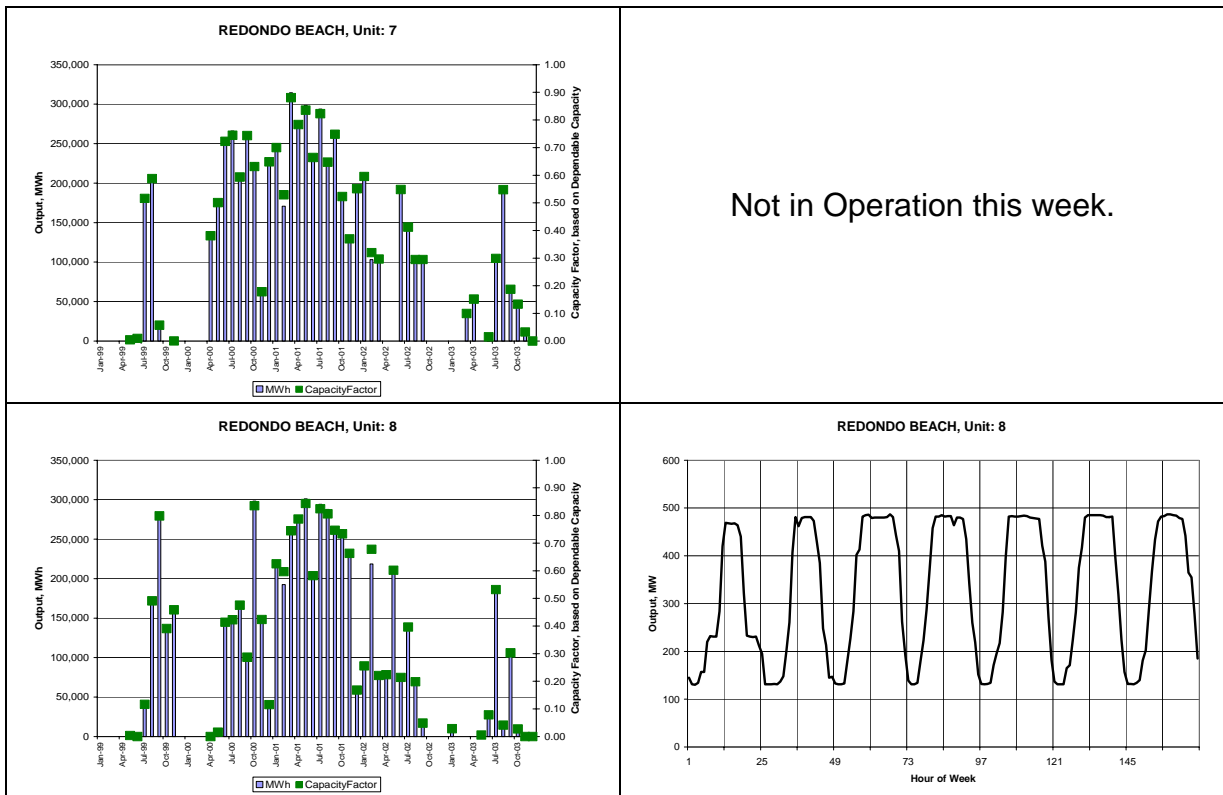 REDONDO BEACH, Unit: 7
350,000
300,000
250,000
200,000
150,000
100,000
50,000
0
Output, MWh
1.00
0.90
0.80
0.70
0.60
0.50
0.40
0.30
0.20
0.10
0.00
Capacity Factor, based on Dependable Capacity
Jan-99
Apr-99
Jul-99
Oct-99
Jan-00
Apr-00
Jul-00
Oct-00
Jan-01
Apr-01
Jul-01
Oct-01
Jan-02
Apr-02
Jul-02
Oct-02
Jan-03
Apr-03
Jul-03
Oct-03
MWh CapacityFactor
Not in Operation this week.
REDONDO BEACH, Unit: 8
350,000
300,000
250,000
200,000
150,000
100,000
50,000
0
Output, MWh
1.00
0.90
0.80
0.70
0.60
0.50
0.40
0.30
0.20
0.10
0.00
Capacity Factor, based on Dependable Capacity
Jan-99
Apr-99
Jul-99
Oct-99
Jan-00
Apr-00
Jul-00
Oct-00
Jan-01
Apr-01
Jul-01
Oct-01
Jan-02
Apr-02
Jul-02
Oct-02
Jan-03
Apr-03
Jul-03
Oct-03
MWh CapacityFactor
REDONDO BEACH, Unit: 8
600
500
400
300
200
100
0
Output, MW
1 25 49 73 97 121 145
Hour of Week